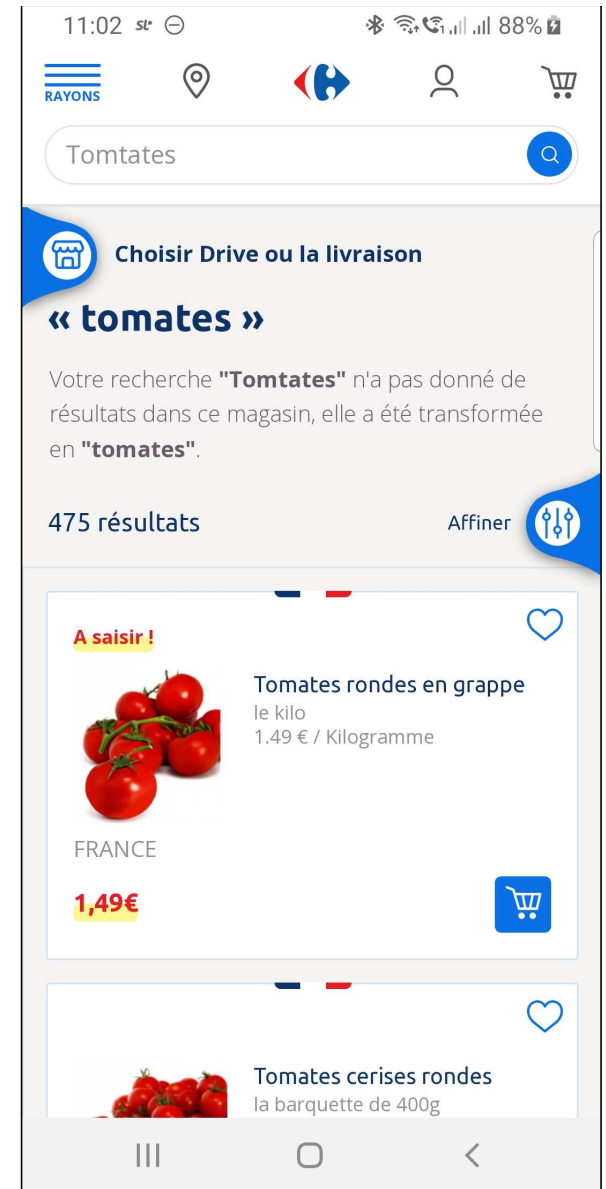 11:02 88%
RAYONS
Tomtates
Choisir Drive ou la livraison
« tomates »
Votre recherche "Tomtates" n'a pas donné de
résultats dans ce magasin, elle a été transformée
en "tomates".
475 résultats Affiner
A saisir !
Tomates rondes en grappe
le kilo
1.49 € / Kilogramme
FRANCE
1,49€
Tomates cerises rondes
la barquette de 400g